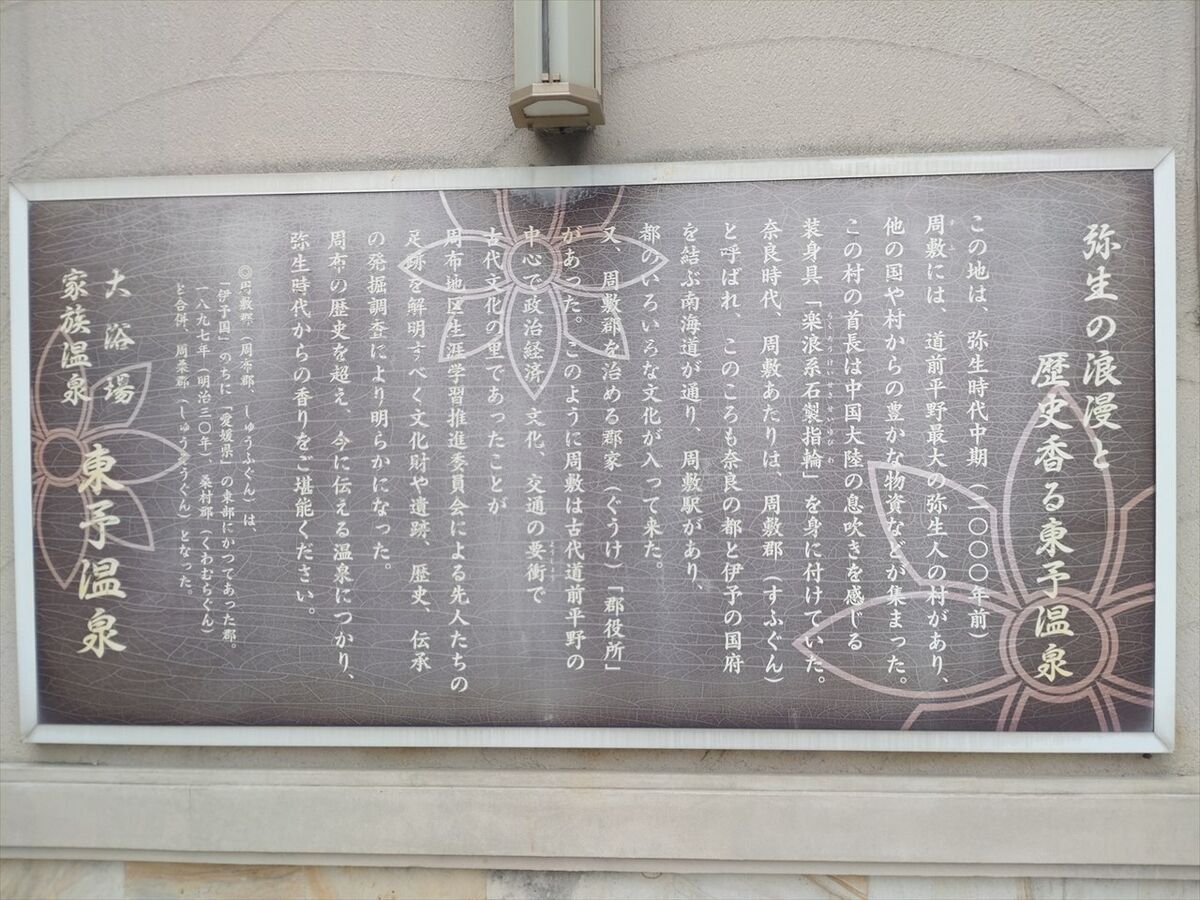 弥生の浪漫と
歴史香る東予温泉
この地は、弥生時代中期（二〇〇〇年前）
周敷には、道前平野最大の弥生人の村があり、
他の国や村からの豊かな物資などが集まった。
この村の首長は中国大陸の息吹きを感じる
装身具「楽浪系石製指輪」を身に付けていた。
奈良時代、周敷あたりは、周敷郡（すふぐん）
と呼ばれ、このころも奈良の都と伊予の国府
を結ぶ南海道が通り、周敷駅があり、
都のいろいろな文化が入って来た。
又、周敷郡を治める郡家（ぐうけ）「郡役所」
があった。このように周敷は古代道前平野の
中心で政治経済、文化、交通の要衝で
古代文化の里であったことが
周布地区生涯学習推進委員会による先人たちの
足跡を解明すべく文化財や遺跡、歴史、伝承
の発掘調査により明らかになった。
周布の歴史を超え、今に伝える温泉につかり、
弥生時代からの香りをご堪能ください。
◎周敷郡（周布郡 しゅうふぐん）は、
「伊予国」のちに「愛媛県」の東部にかつてあった郡。
一八九七年（明治三〇年）桑村郡（くわむらぐん）
と合併、周桑郡（しゅうそうぐん）となった。
大浴場
家族温泉
東予温泉